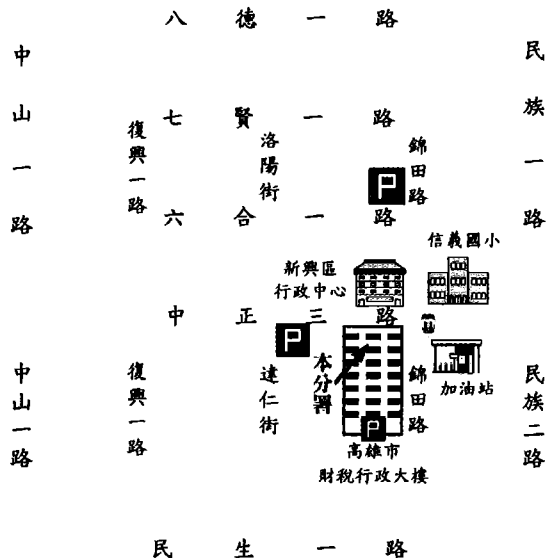 八德一路
中山一路
民族一路
七賢一路
復興一路
洛陽街
錦田路
P
六合一路
信義國小
新興區
行政中心
中正三路
P
本分署
加油站
中山一路
復興一路
達仁街
錦田路
民族二路
P
高雄市
財稅行政大樓
民生一路